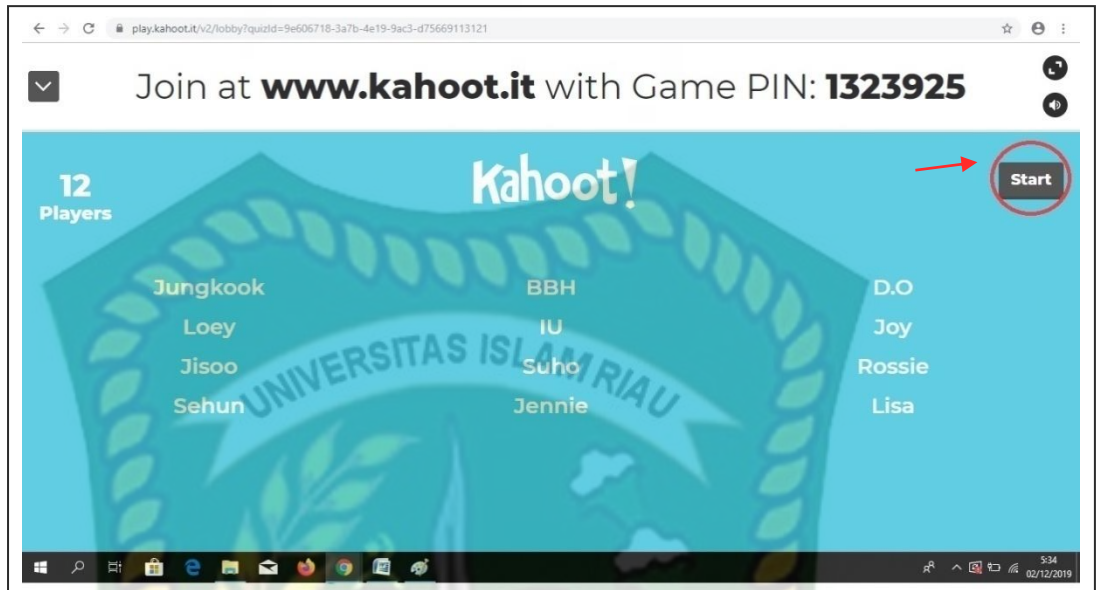 play.kahoot.it/v2/lobby?quizId=9e606718-3a7b-4e19-9ac3-d75669113121
Join at www.kahoot.it with Game PIN: 1323925
12
Players
Kahoot!
Start
Jungkook BBH D.O
Loey IU Joy
Jisoo Suho Rossie
Sehun Jennie Lisa
UNIVERSITAS ISLAM RIAU
5:34
02/12/2019